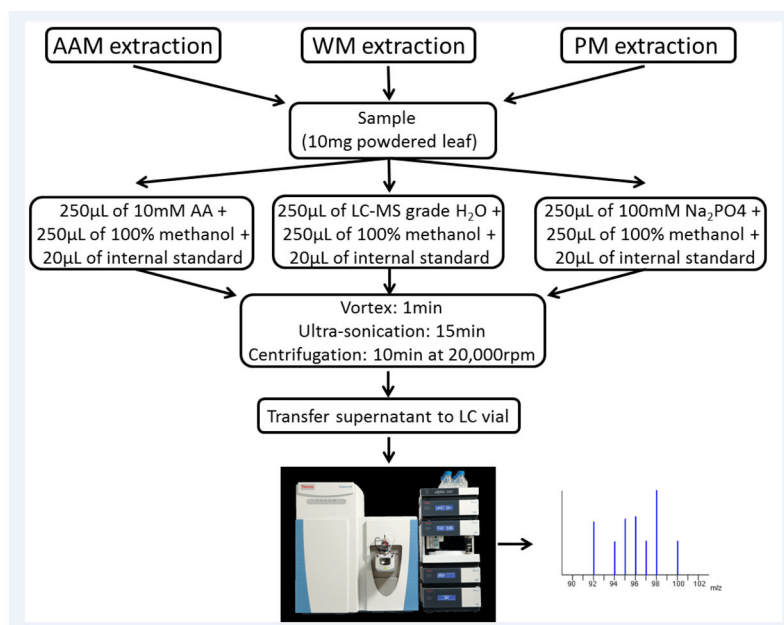 AAM extraction
WM extraction
PM extraction
Sample
(10mg powdered leaf)
250µL of 10mM AA +
250µL of 100% methanol +
20µL of internal standard
250µL of LC-MS grade H₂O +
250µL of 100% methanol +
20µL of internal standard
250µL of 100mM Na₂PO4 +
250µL of 100% methanol +
20µL of internal standard
Vortex: 1min
Ultra-sonication: 15min
Centrifugation: 10min at 20,000rpm
Transfer supernatant to LC vial
90 92 94 96 98 100 102
m/z